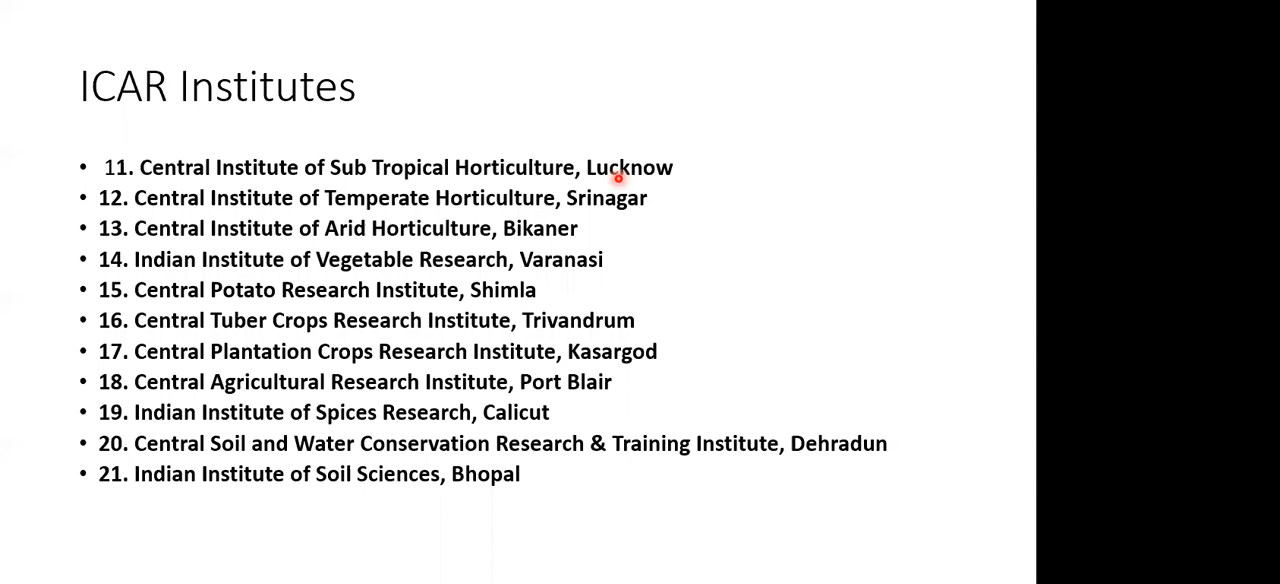 ICAR Institutes
• 11. Central Institute of Sub Tropical Horticulture, Lucknow
• 12. Central Institute of Temperate Horticulture, Srinagar
• 13. Central Institute of Arid Horticulture, Bikaner
• 14. Indian Institute of Vegetable Research, Varanasi
• 15. Central Potato Research Institute, Shimla
• 16. Central Tuber Crops Research Institute, Trivandrum
• 17. Central Plantation Crops Research Institute, Kasargod
• 18. Central Agricultural Research Institute, Port Blair
• 19. Indian Institute of Spices Research, Calicut
• 20. Central Soil and Water Conservation Research & Training Institute, Dehradun
• 21. Indian Institute of Soil Sciences, Bhopal